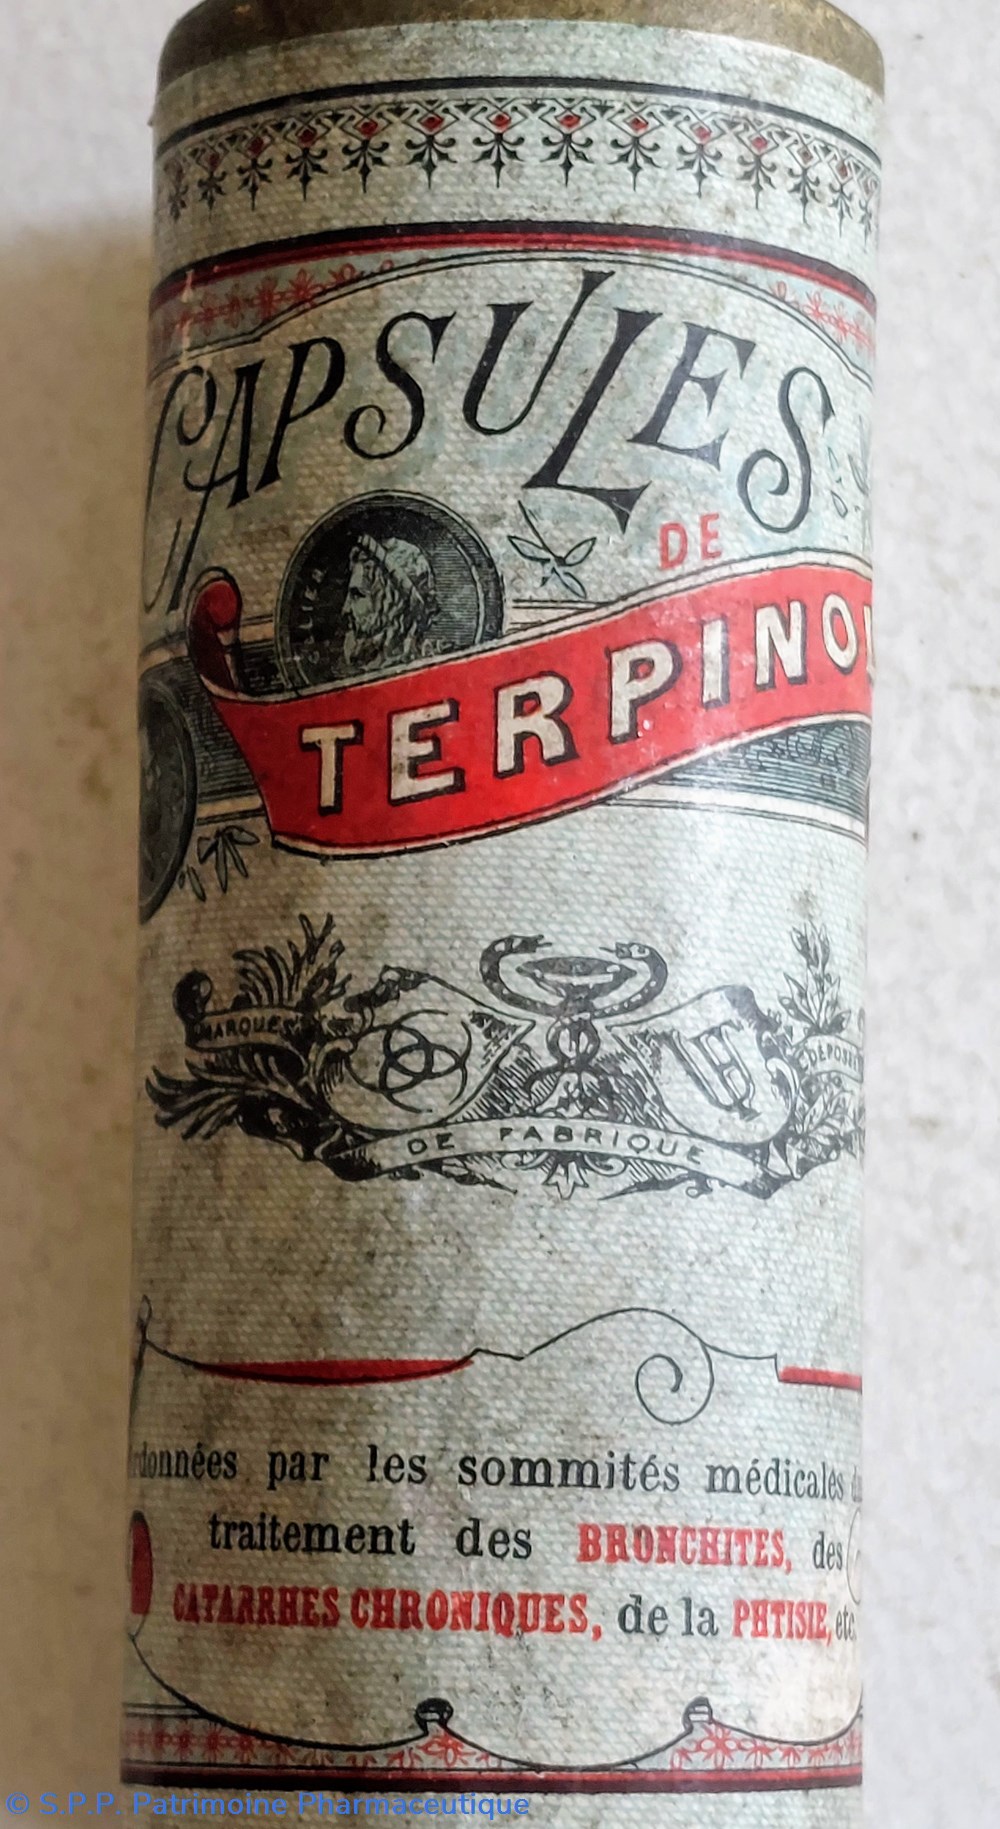 CAPSULES
DE
TERPINOL
MARQUES
DÉPOSÉES
DE FABRIQUE
par les sommités médicales
traitement des BRONCHITES, des
CATARRHES CHRONIQUES, de la PHTISIE, etc.
© S.P.P. Patrimoine Pharmaceutique